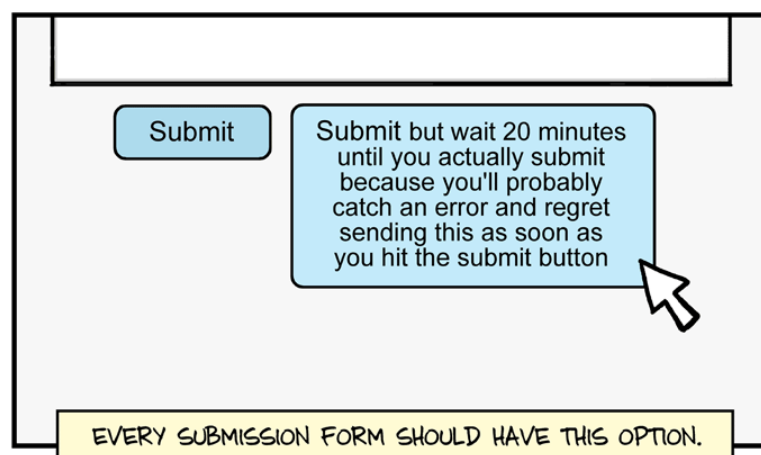 Submit
Submit but wait 20 minutes
until you actually submit
because you'll probably
catch an error and regret
sending this as soon as
you hit the submit button
EVERY SUBMISSION FORM SHOULD HAVE THIS OPTION.